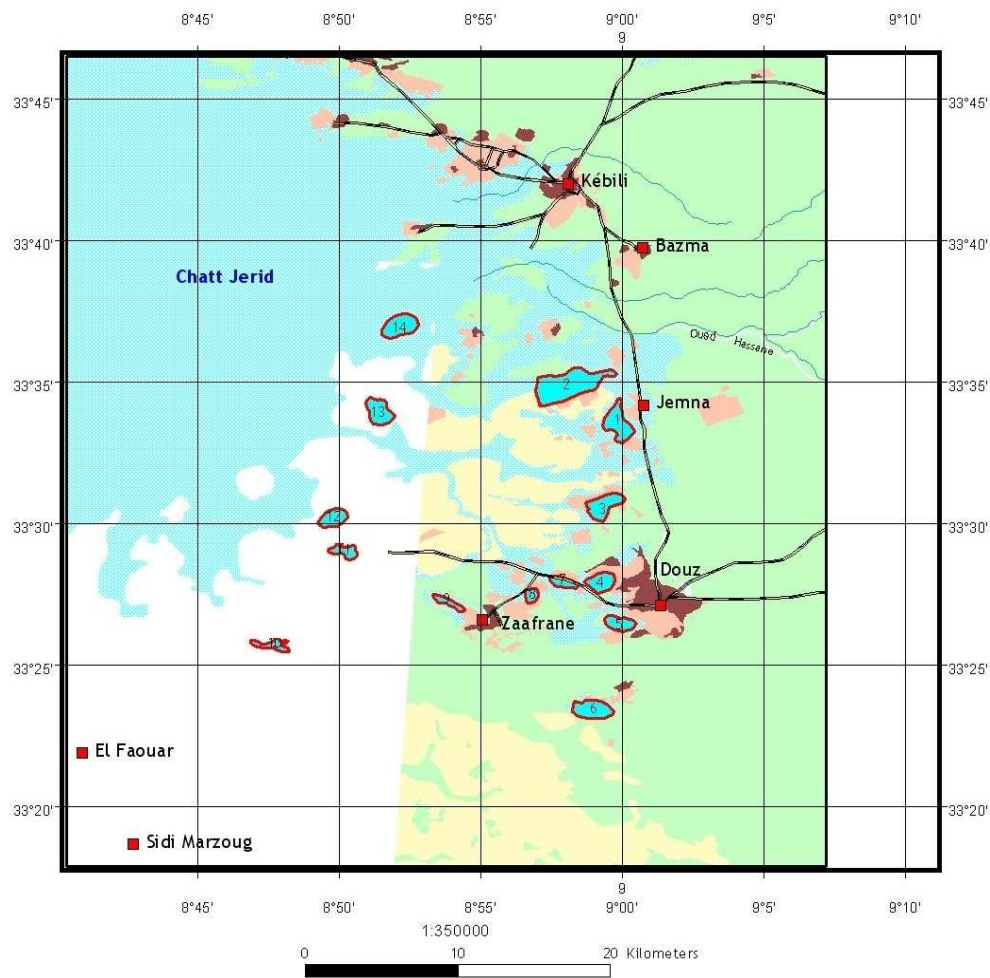 8°45' 8°50' 8°55' 9°00' 9°5' 9°10'
9
33°45' 33°45'
Kébili
33°40' Bazma 33°40'
Chatt Jerid
14
Oued Hassene
33°35' 2 33°35'
13 1 Jemna
3
33°30' 12 33°30'
Douz
7 4
8
9
Zaafrane 5
33°25' 10 33°25'
6
El Faouar
33°20' 33°20'
Sidi Marzoug
9
8°45' 8°50' 8°55' 9°00' 9°5' 9°10'
1:350000
0 10 20 Kilometers